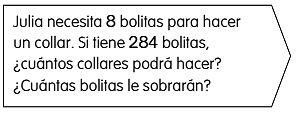 Julia necesita 8 bolitas para hacer
un collar. Si tiene 284 bolitas,
¿cuántos collares podrá hacer?
¿Cuántas bolitas le sobrarán?